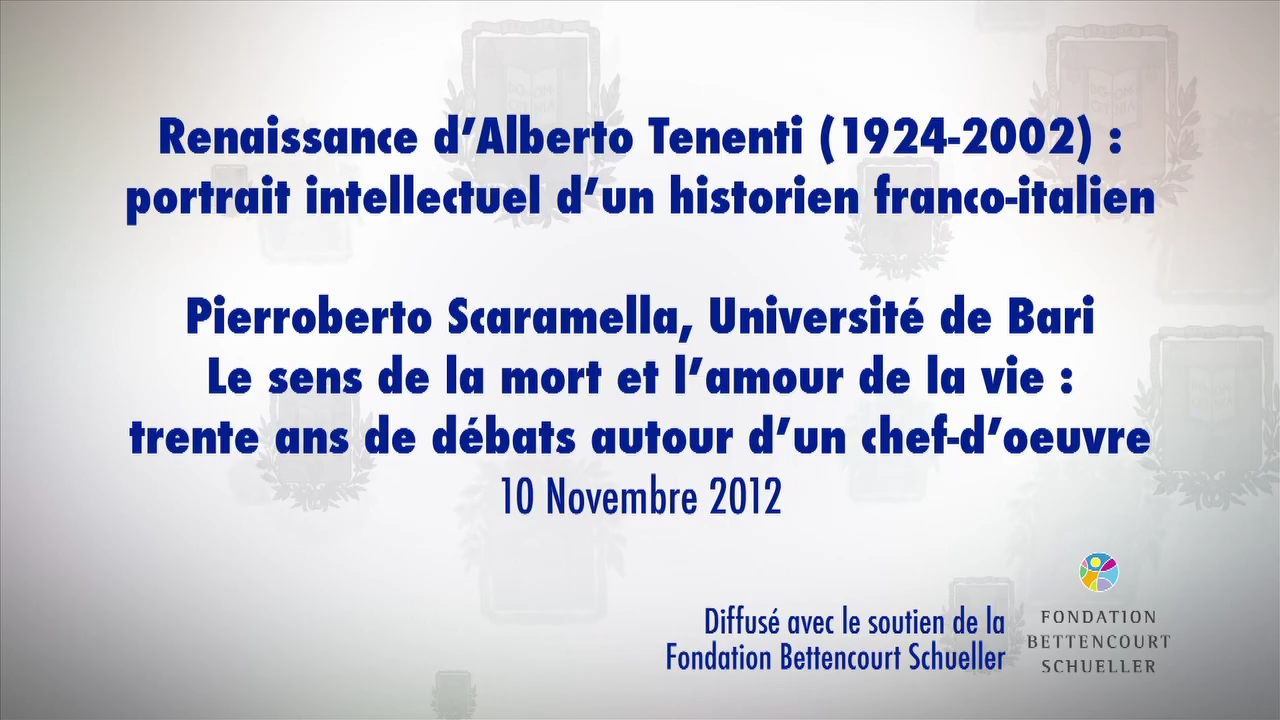 Renaissance d'Alberto Tenenti (1924-2002) :
portrait intellectuel d'un historien franco-italien
Pierroberto Scaramella, Université de Bari
Le sens de la mort et l'amour de la vie :
trente ans de débats autour d'un chef-d'oeuvre
10 Novembre 2012
Diffusé avec le soutien de la
Fondation Bettencourt Schueller
FONDATION
BETTENCOURT
SCHUELLER